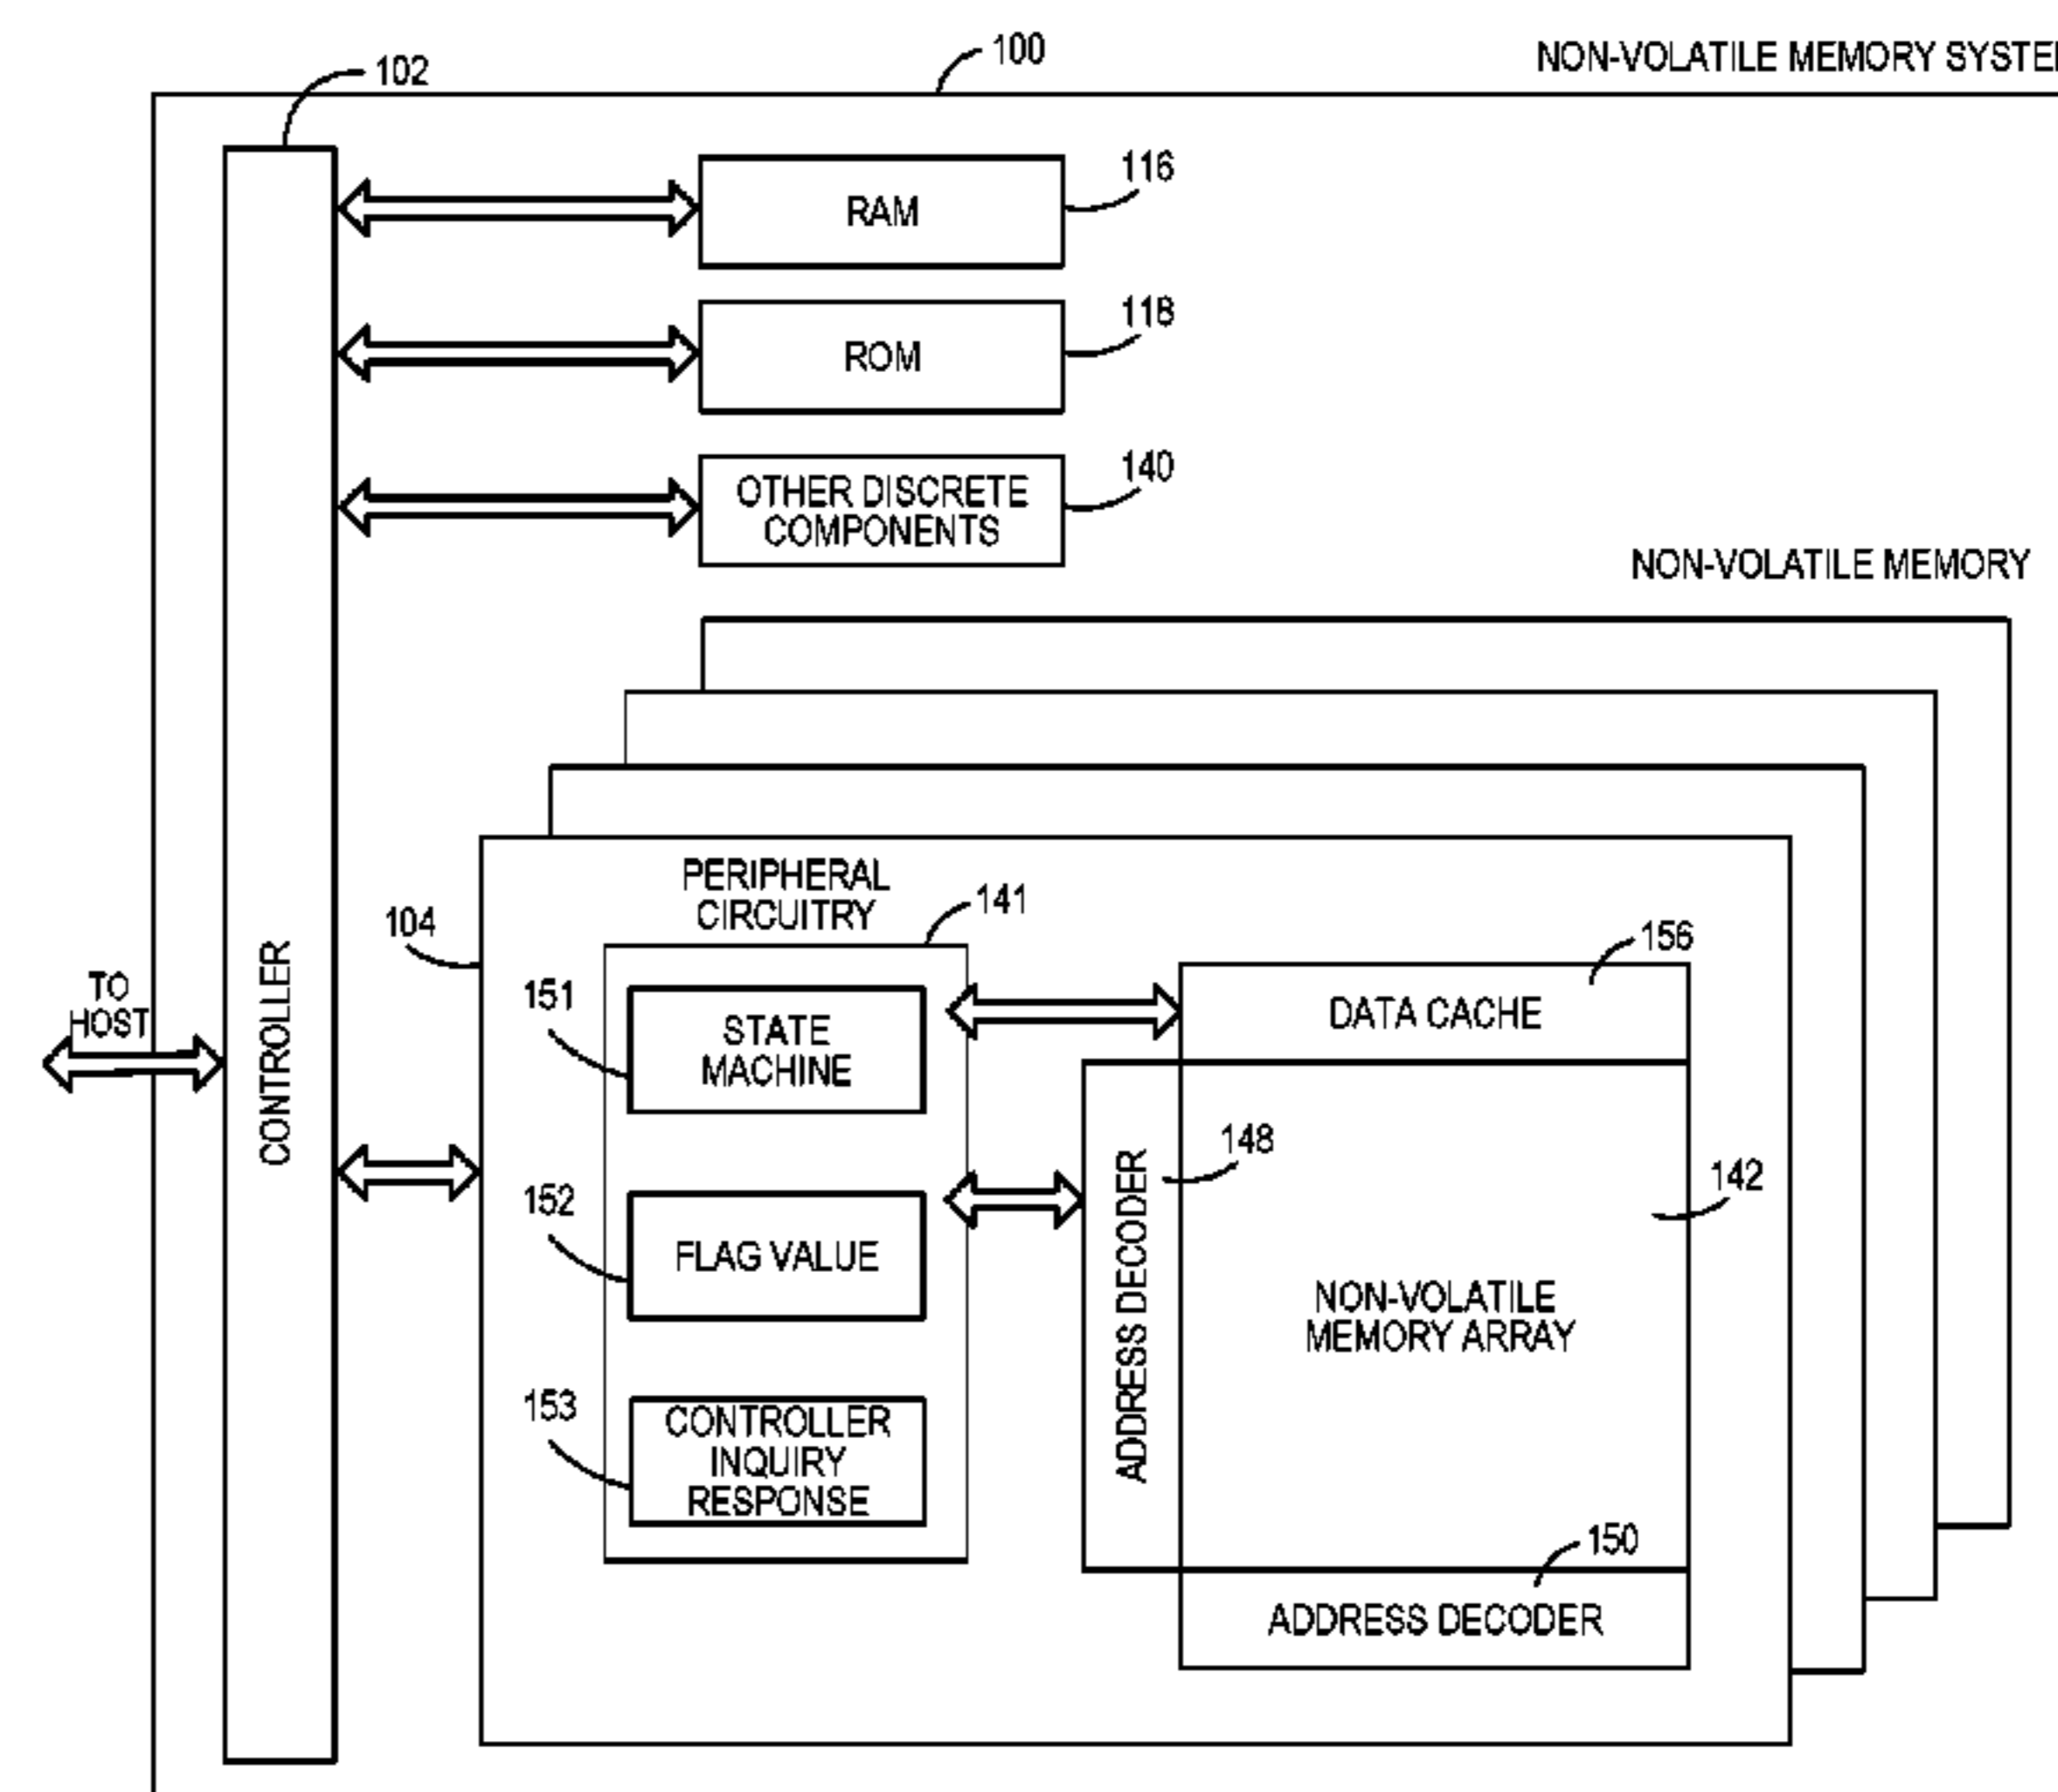 100
NON-VOLATILE MEMORY SYSTEM
102
116
RAM
118
ROM
140
OTHER DISCRETE
COMPONENTS
NON-VOLATILE MEMORY
PERIPHERAL
CIRCUITRY
141
104
156
151
STATE
MACHINE
DATA CACHE
TO
HOST
CONTROLLER
148
142
152
FLAG VALUE
ADDRESS DECODER
NON-VOLATILE
MEMORY ARRAY
153
CONTROLLER
INQUIRY
RESPONSE
150
ADDRESS DECODER